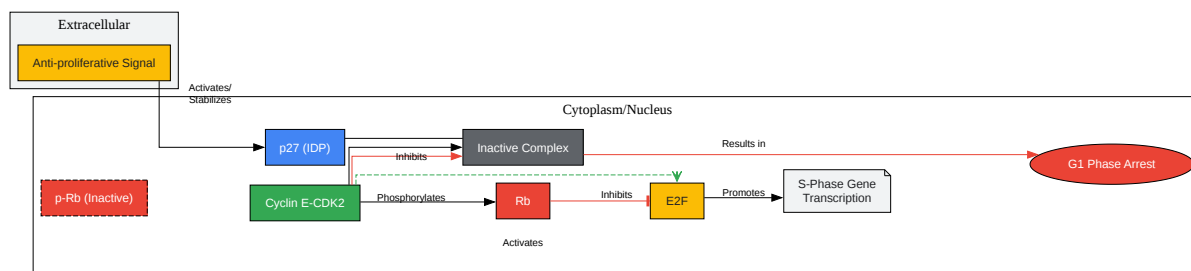 Extracellular
Anti-proliferative Signal
Activates/
Stabilizes
Cytoplasm/Nucleus
p27 (IDP)
Inhibits
Inactive Complex
Results in
G1 Phase Arrest
p-Rb (Inactive)
Cyclin E-CDK2
Phosphorylates
Rb
Inhibits
E2F
Promotes
S-Phase Gene
Transcription
Activates